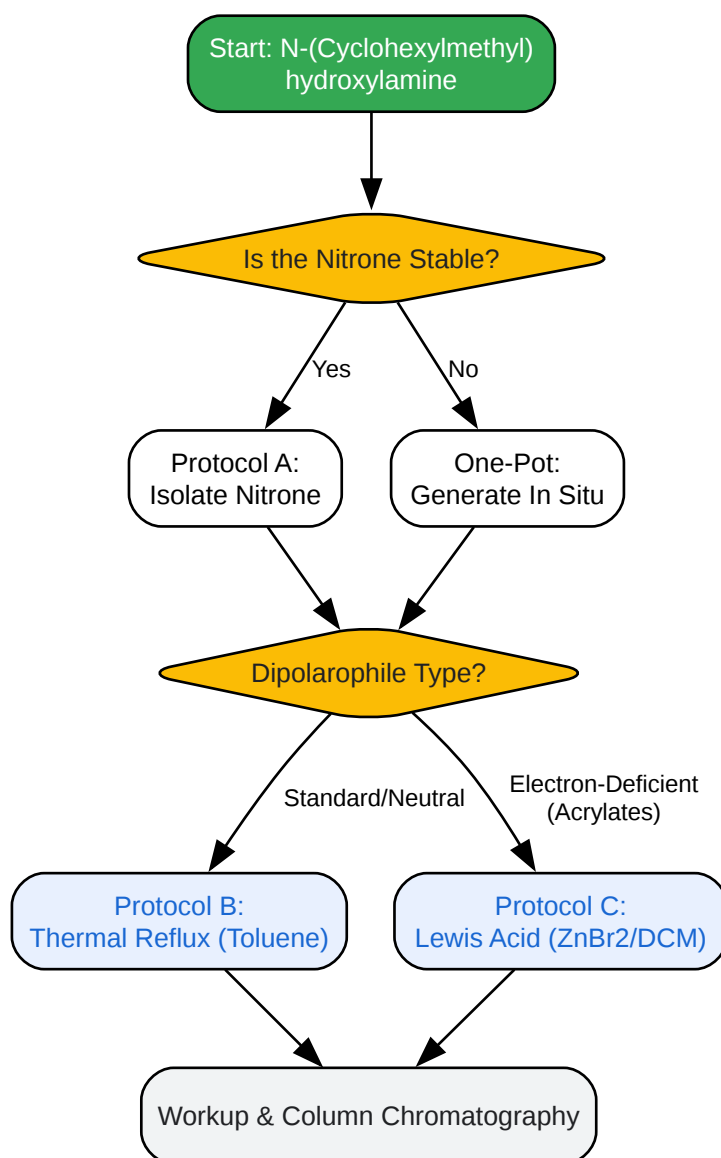 Start: N-(Cyclohexylmethyl)
hydroxylamine
Is the Nitrone Stable?
Yes
No
Protocol A:
Isolate Nitrone
One-Pot:
Generate In Situ
Dipolarophile Type?
Standard/Neutral
Electron-Deficient
(Acrylates)
Protocol B:
Thermal Reflux (Toluene)
Protocol C:
Lewis Acid (ZnBr2/DCM)
Workup & Column Chromatography